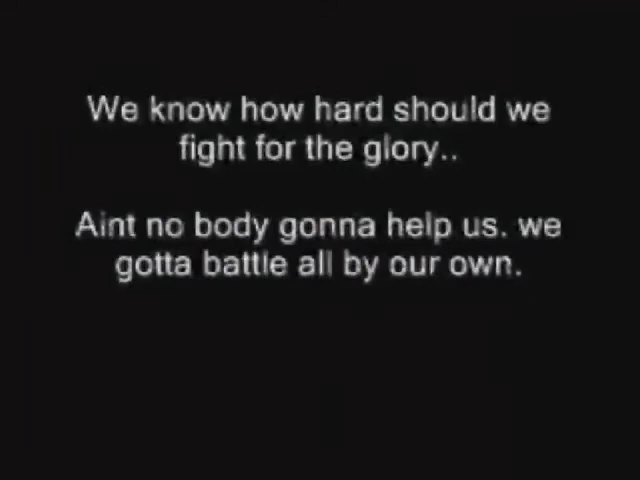 We know how hard should we
fight for the glory..
Aint no body gonna help us. we
gotta battle all by our own.